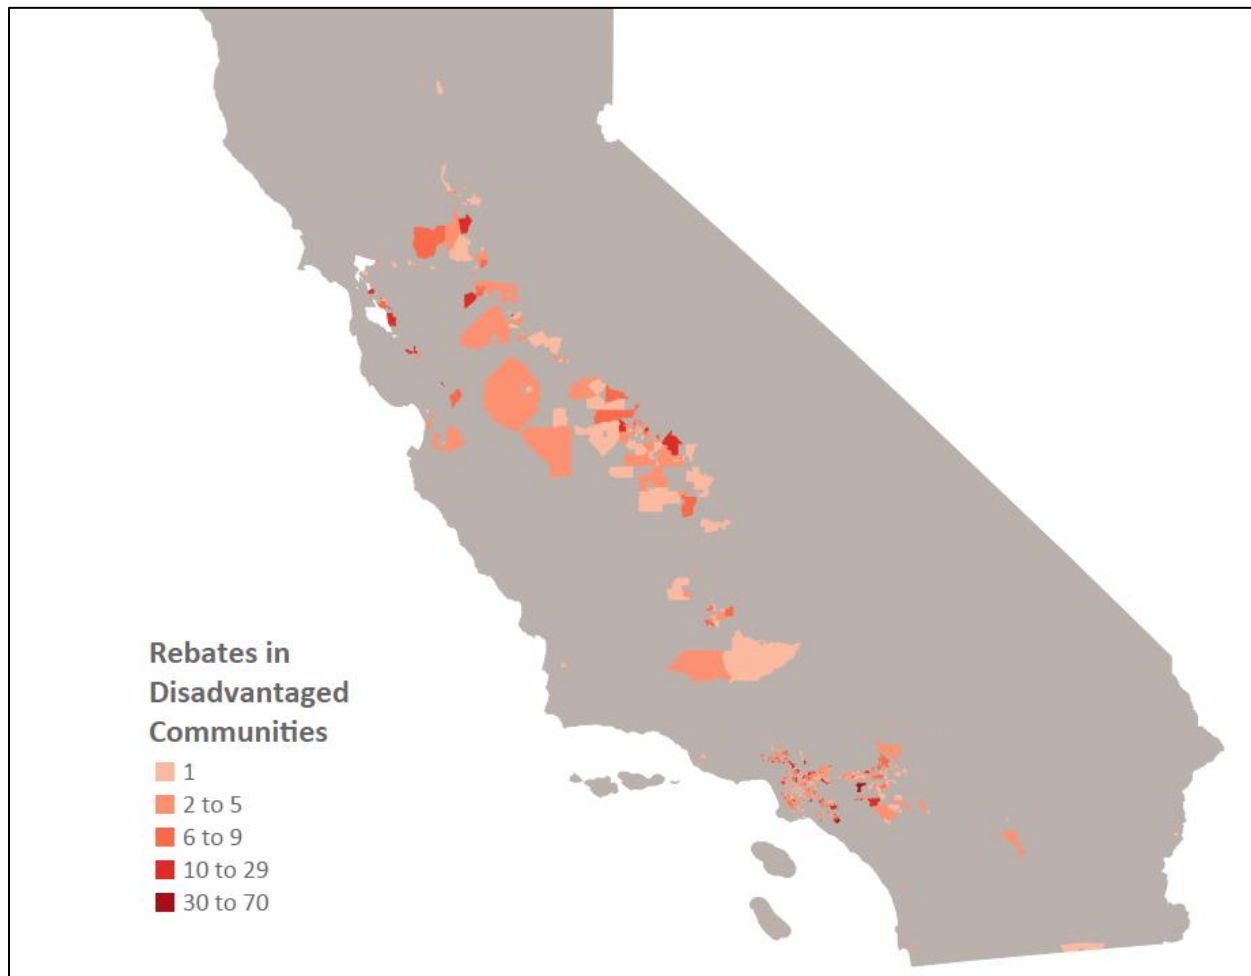 Rebates in
Disadvantaged
Communities
1
2 to 5
6 to 9
10 to 29
30 to 70